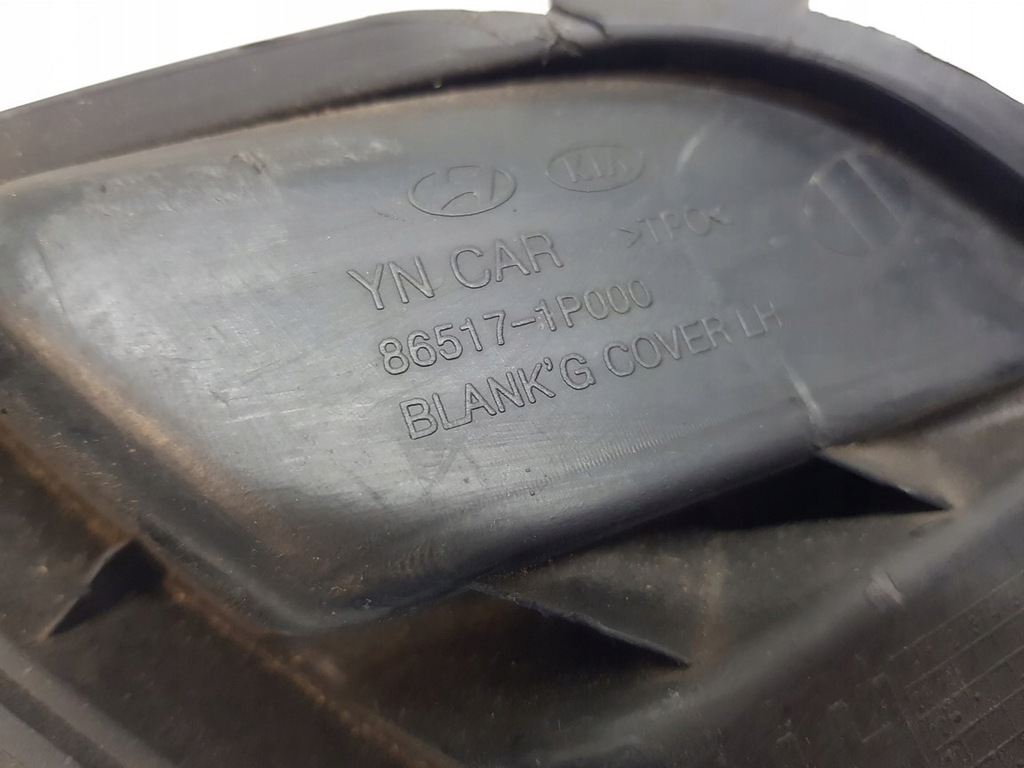 KIA
YN CAR >TPO<
86517-1P000
BLANK'G COVER LH